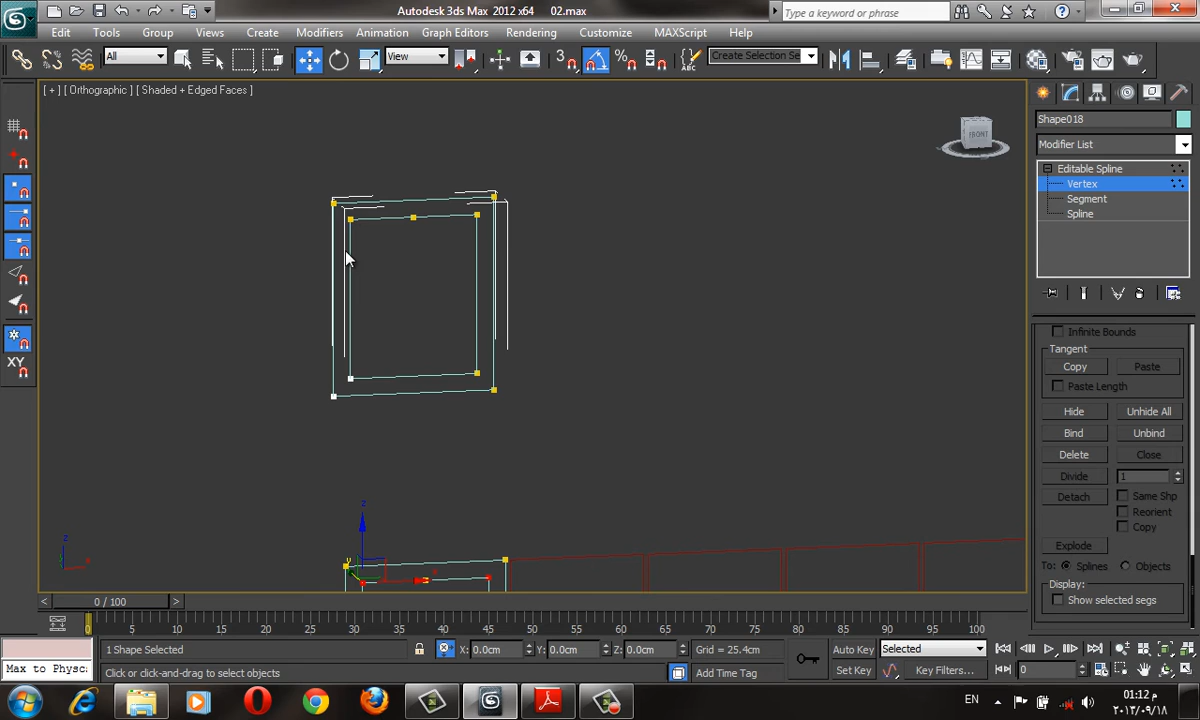 Autodesk 3ds Max 2012 x64 02.max
Type a keyword or phrase
Edit Tools Group Views Create Modifiers Animation Graph Editors Rendering Customize MAXScript Help
All View 3 Create Selection Se
[ + ] [ Orthographic ] [ Shaded + Edged Faces ]
FRONT
Shape018
Modifier List
Editable Spline
Vertex
Segment
Spline
XY
Infinite Bounds
Tangent
Copy Paste
Paste Length
Hide Unhide All
Bind Unbind
Delete Close
Divide 1
Detach Same Shp
Reorient
Copy
Explode
To: Splines Objects
Display:
Show selected segs
z
z
0 / 100
0 5 10 15 20 25 30 35 40 45 50 55 60 65 70 75 80 85 90 95 100
1 Shape Selected X: 0.0cm Y: 0.0cm Z: 0.0cm Grid = 25.4cm Auto Key Selected
Max to Physc Click or click-and-drag to select objects Add Time Tag Set Key Key Filters... 0
EN
01:12 م
٢٠١٣/٠٩/١٨